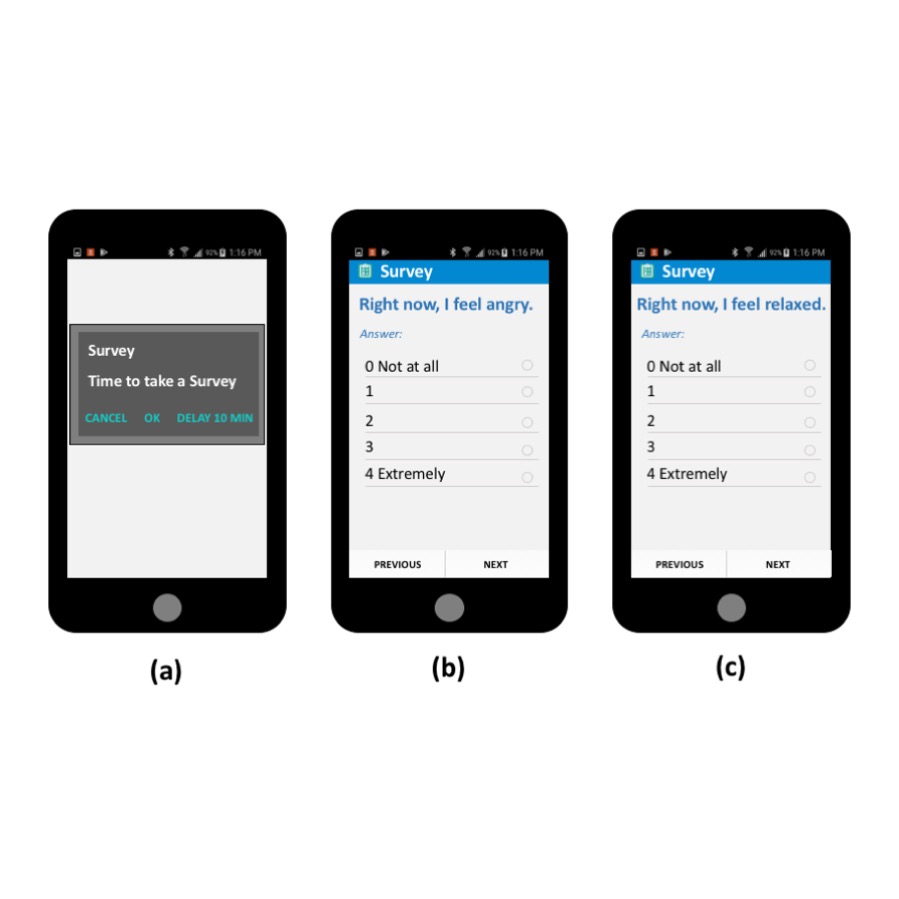 92% 1:16 PM
Survey
Time to take a Survey
CANCEL OK DELAY 10 MIN
(a)
92% 1:16 PM
Survey
Right now, I feel angry.
Answer:
0 Not at all
1
2
3
4 Extremely
PREVIOUS NEXT
(b)
92% 1:16 PM
Survey
Right now, I feel relaxed.
Answer:
0 Not at all
1
2
3
4 Extremely
PREVIOUS NEXT
(c)